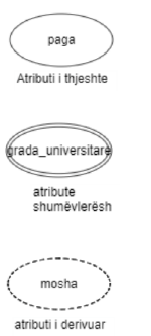 paga
Atributi i thjeshte
grada_universitare
atribute
shumëvlerësh
mosha
atributi i derivuar